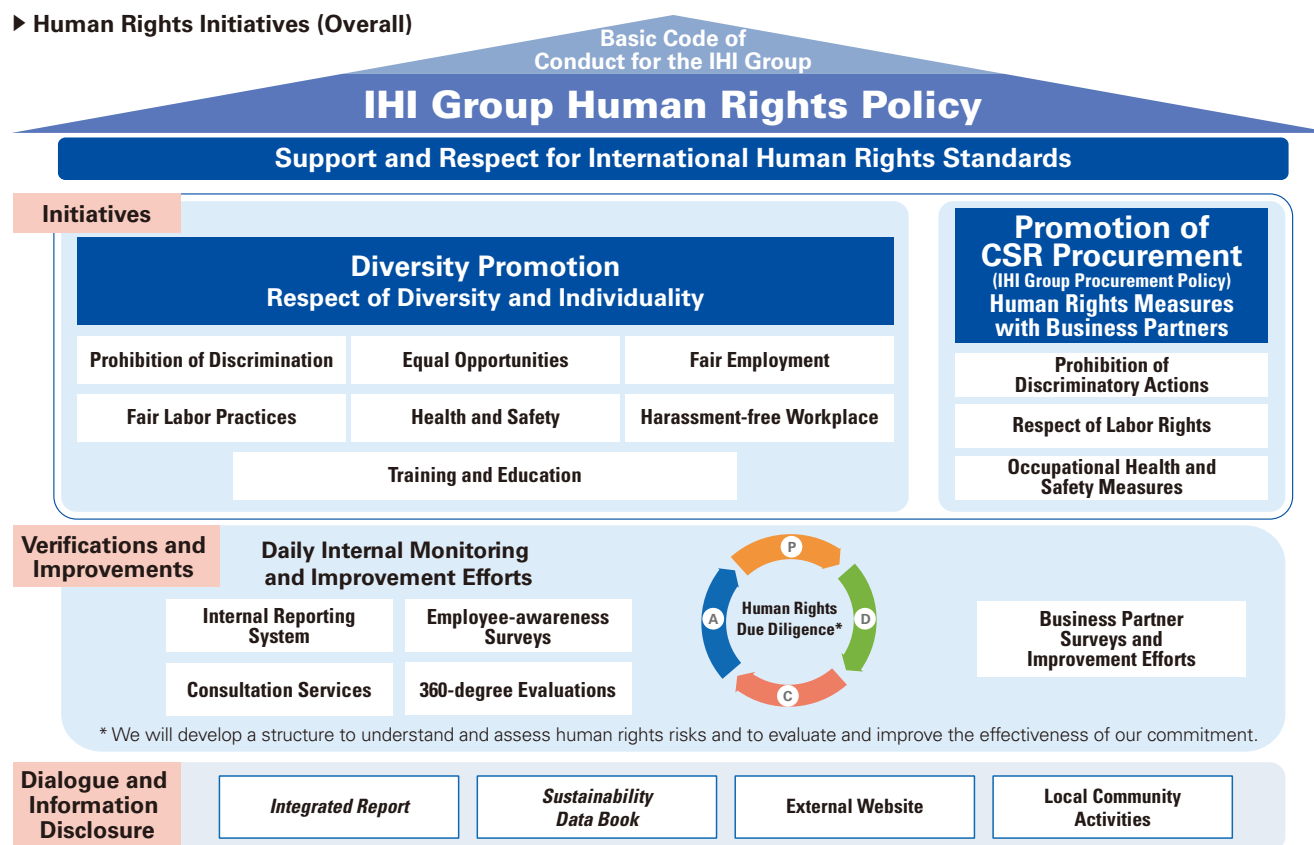 ▶ Human Rights Initiatives (Overall)
Basic Code of
Conduct for the IHI Group
IHI Group Human Rights Policy
Support and Respect for International Human Rights Standards
Initiatives
Diversity Promotion
Respect of Diversity and Individuality
Prohibition of Discrimination
Equal Opportunities
Fair Employment
Fair Labor Practices
Health and Safety
Harassment-free Workplace
Training and Education
Promotion of
CSR Procurement
(IHI Group Procurement Policy)
Human Rights Measures
with Business Partners
Prohibition of
Discriminatory Actions
Respect of Labor Rights
Occupational Health and
Safety Measures
Verifications and
Improvements
Daily Internal Monitoring
and Improvement Efforts
Internal Reporting
System
Employee-awareness
Surveys
Consultation Services
360-degree Evaluations
P
D
C
A
Human Rights
Due Diligence*
Business Partner
Surveys and
Improvement Efforts
* We will develop a structure to understand and assess human rights risks and to evaluate and improve the effectiveness of our commitment.
Dialogue and
Information
Disclosure
Integrated Report
Sustainability
Data Book
External Website
Local Community
Activities